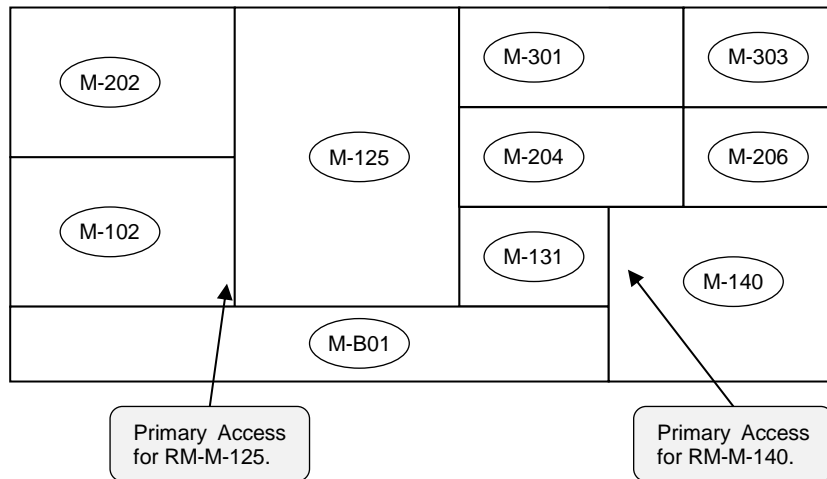 M-202
M-125
M-301
M-303
M-204
M-206
M-102
M-131
M-140
M-B01
Primary Access
for RM-M-125.
Primary Access
for RM-M-140.